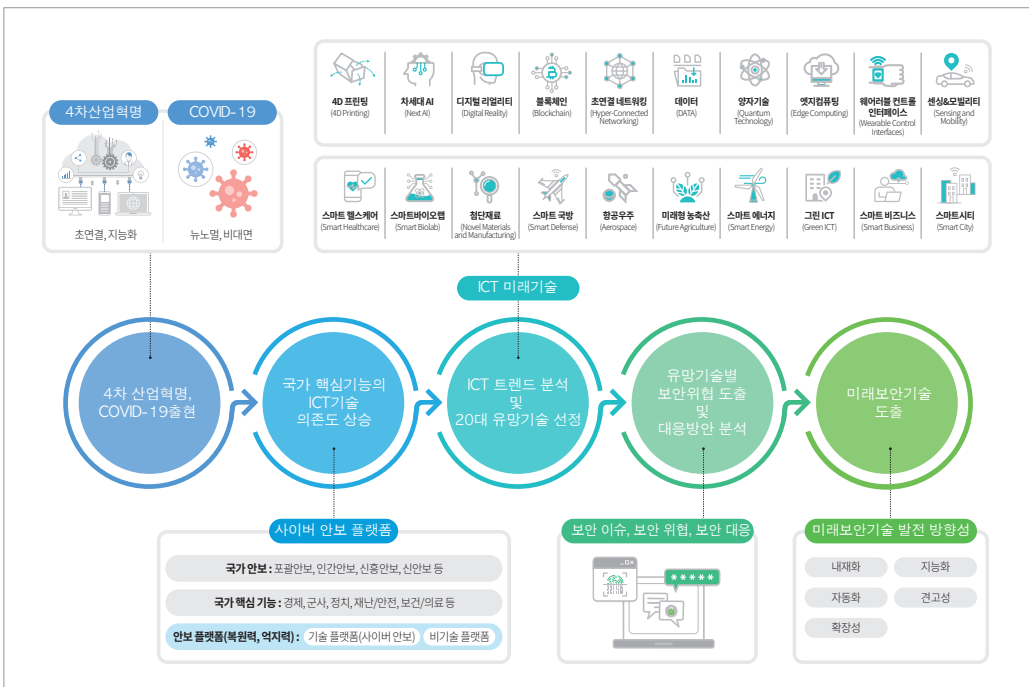 4차산업혁명
COVID-19
초연결, 지능화
뉴노멀, 비대면
4D 프린팅
(4D Printing)
차세대 AI
(Next AI)
디지털 리얼리티
(Digital Reality)
블록체인
(Blockchain)
초연결 네트워킹
(Hyper-Connected
Networking)
데이터
(DATA)
양자기술
(Quantum
Technology)
엣지컴퓨팅
(Edge Computing)
웨어러블 컨트롤
인터페이스
(Wearable Control
Interfaces)
센싱&모빌리티
(Sensing and
Mobility)
스마트 헬스케어
(Smart Healthcare)
스마트바이오랩
(Smart Biolab)
첨단재료
(Novel Materials
and Manufacturing)
스마트 국방
(Smart Defense)
항공우주
(Aerospace)
미래형 농축산
(Future Agriculture)
스마트 에너지
(Smart Energy)
그린 ICT
(Green ICT)
스마트 비즈니스
(Smart Business)
스마트시티
(Smart City)
ICT 미래기술
4차 산업혁명,
COVID-19출현
국가 핵심기능의
ICT기술
의존도 상승
ICT 트렌드 분석
및
20대 유망기술 선정
유망기술별
보안위협 도출
및
대응방안 분석
미래보안기술
도출
사이버 안보 플랫폼
국가 안보 : 포괄안보, 인간안보, 신흥안보, 신안보 등
국가 핵심 기능 : 경제, 군사, 정치, 재난/안전, 보건/의료 등
안보 플랫폼(복원력, 억지력) : 기술 플랫폼(사이버 안보) 비기술 플랫폼
보안 이슈, 보안 위협, 보안 대응
미래보안기술 발전 방향성
내재화
지능화
자동화
견고성
확장성